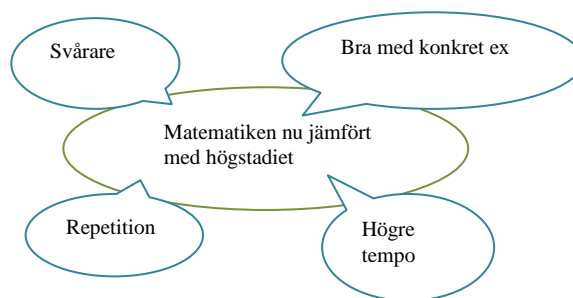 Svårare
Bra med konkret ex
Matematiken nu jämfört
med högstadiet
Repetition
Högre
tempo